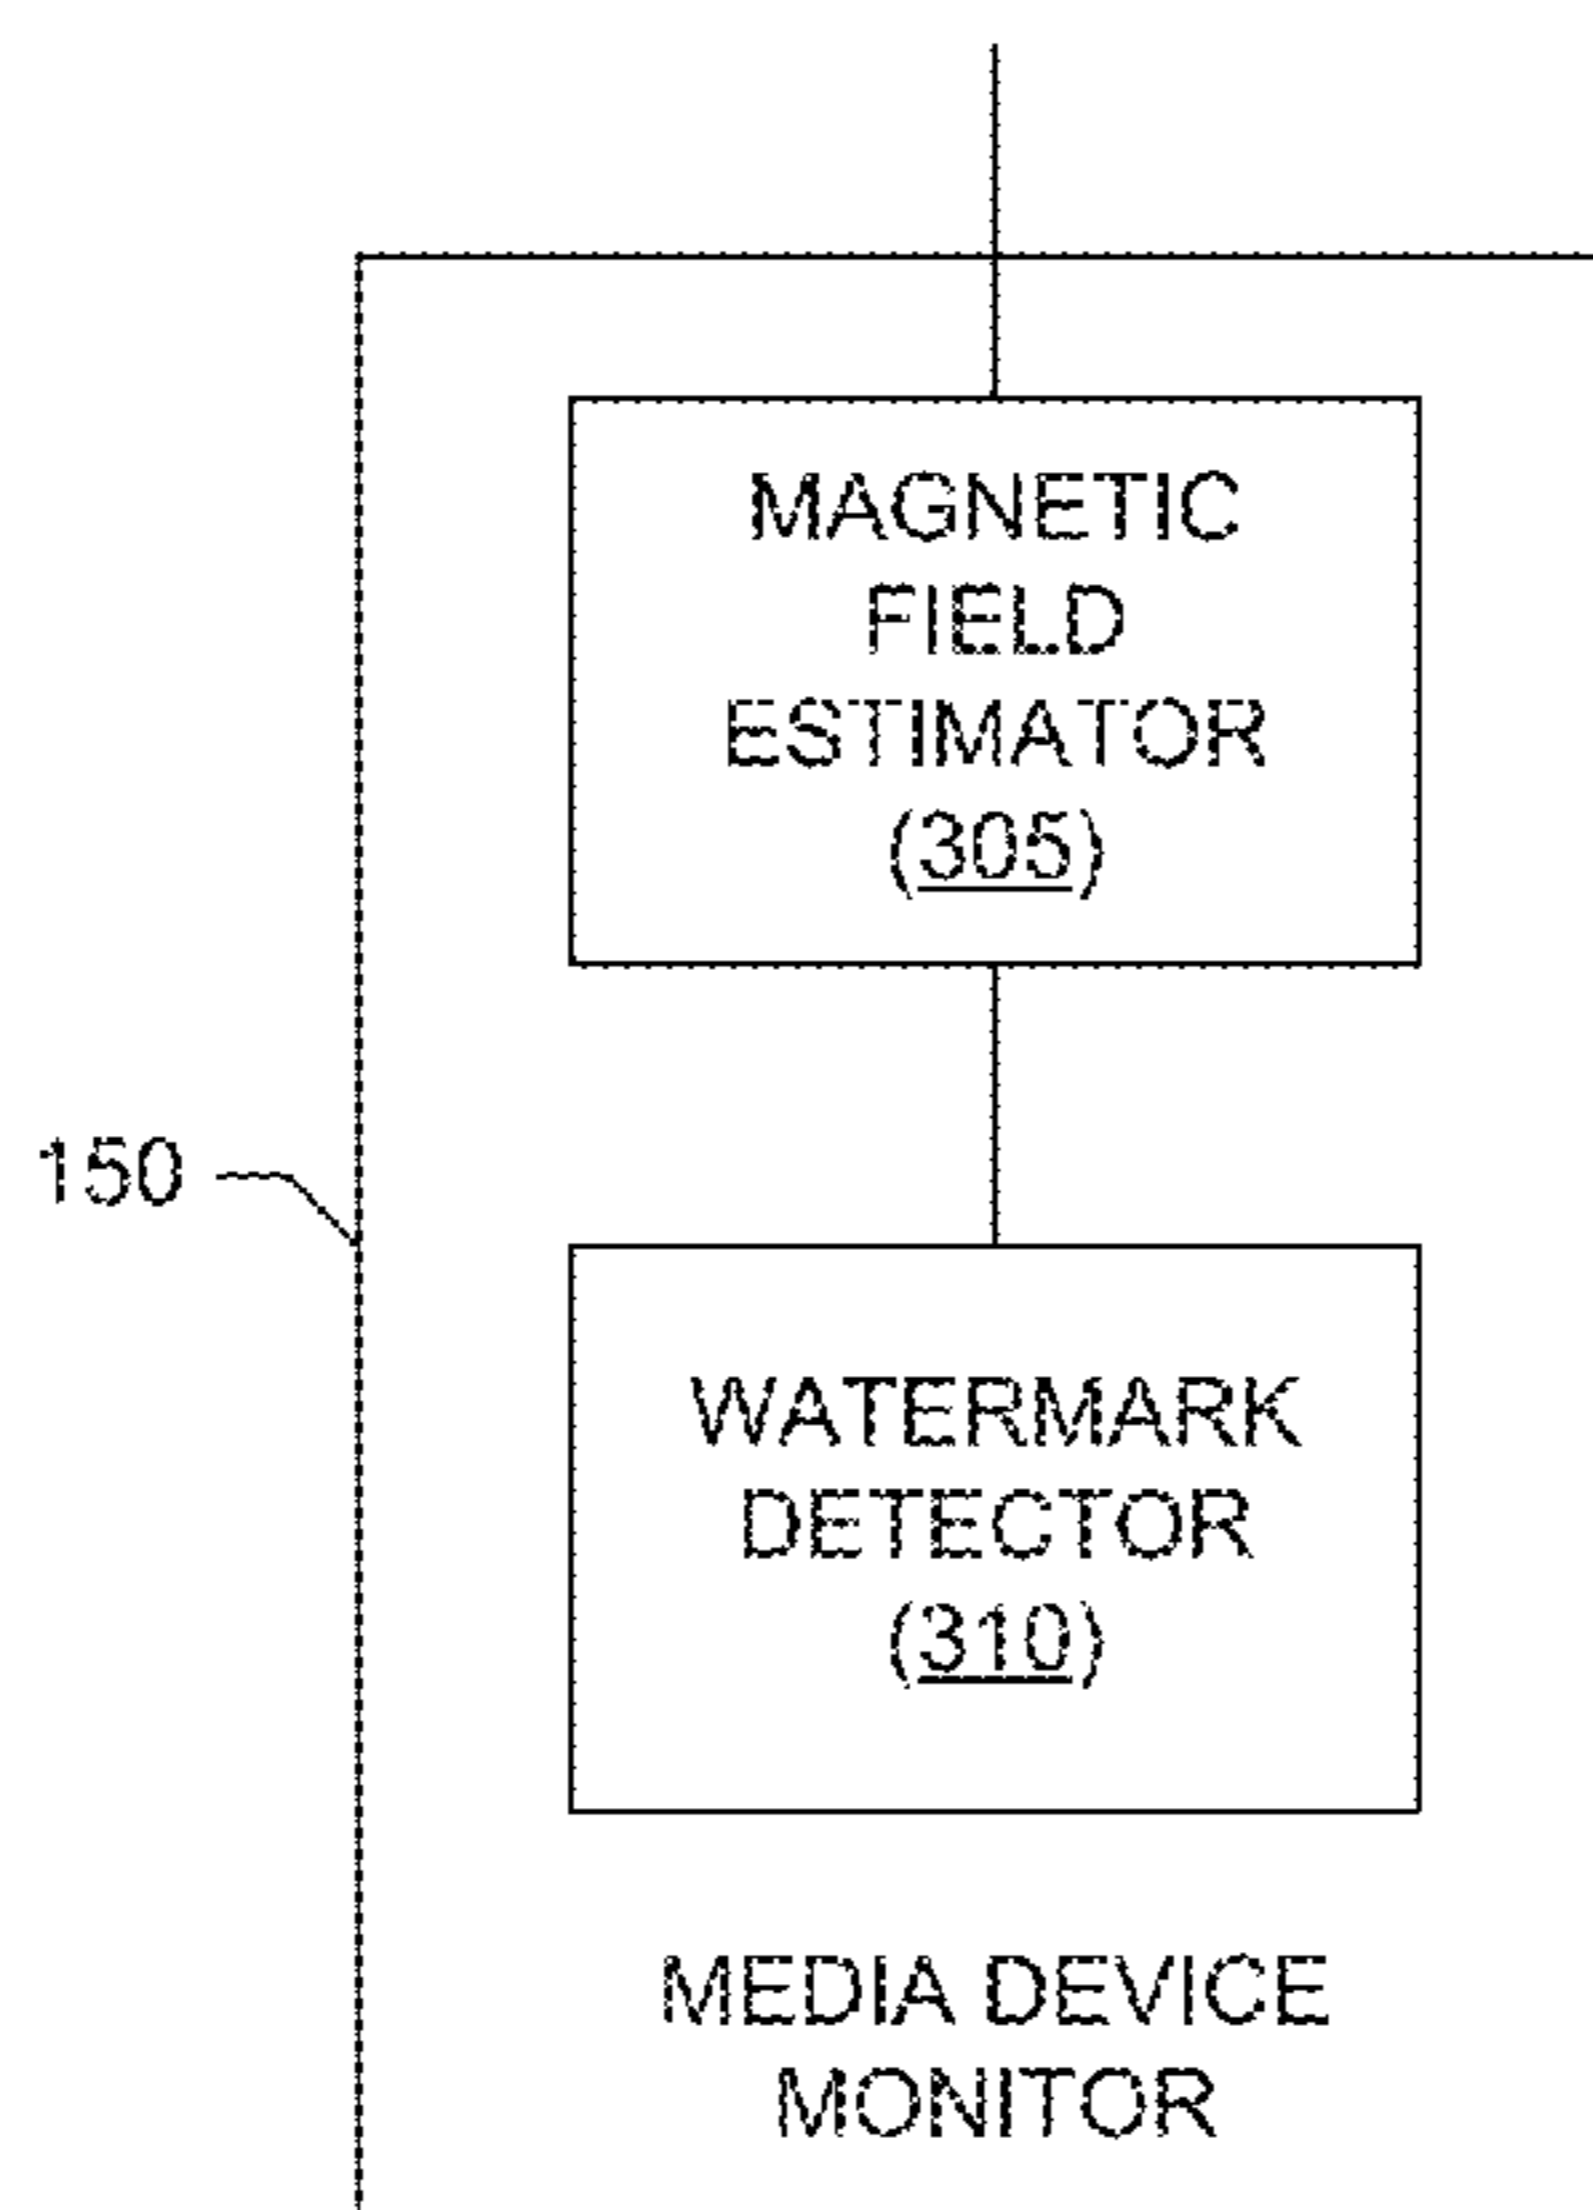 MAGNETIC
FIELD
ESTIMATOR
(305)
150
WATERMARK
DETECTOR
(310)
MEDIA DEVICE
MONITOR